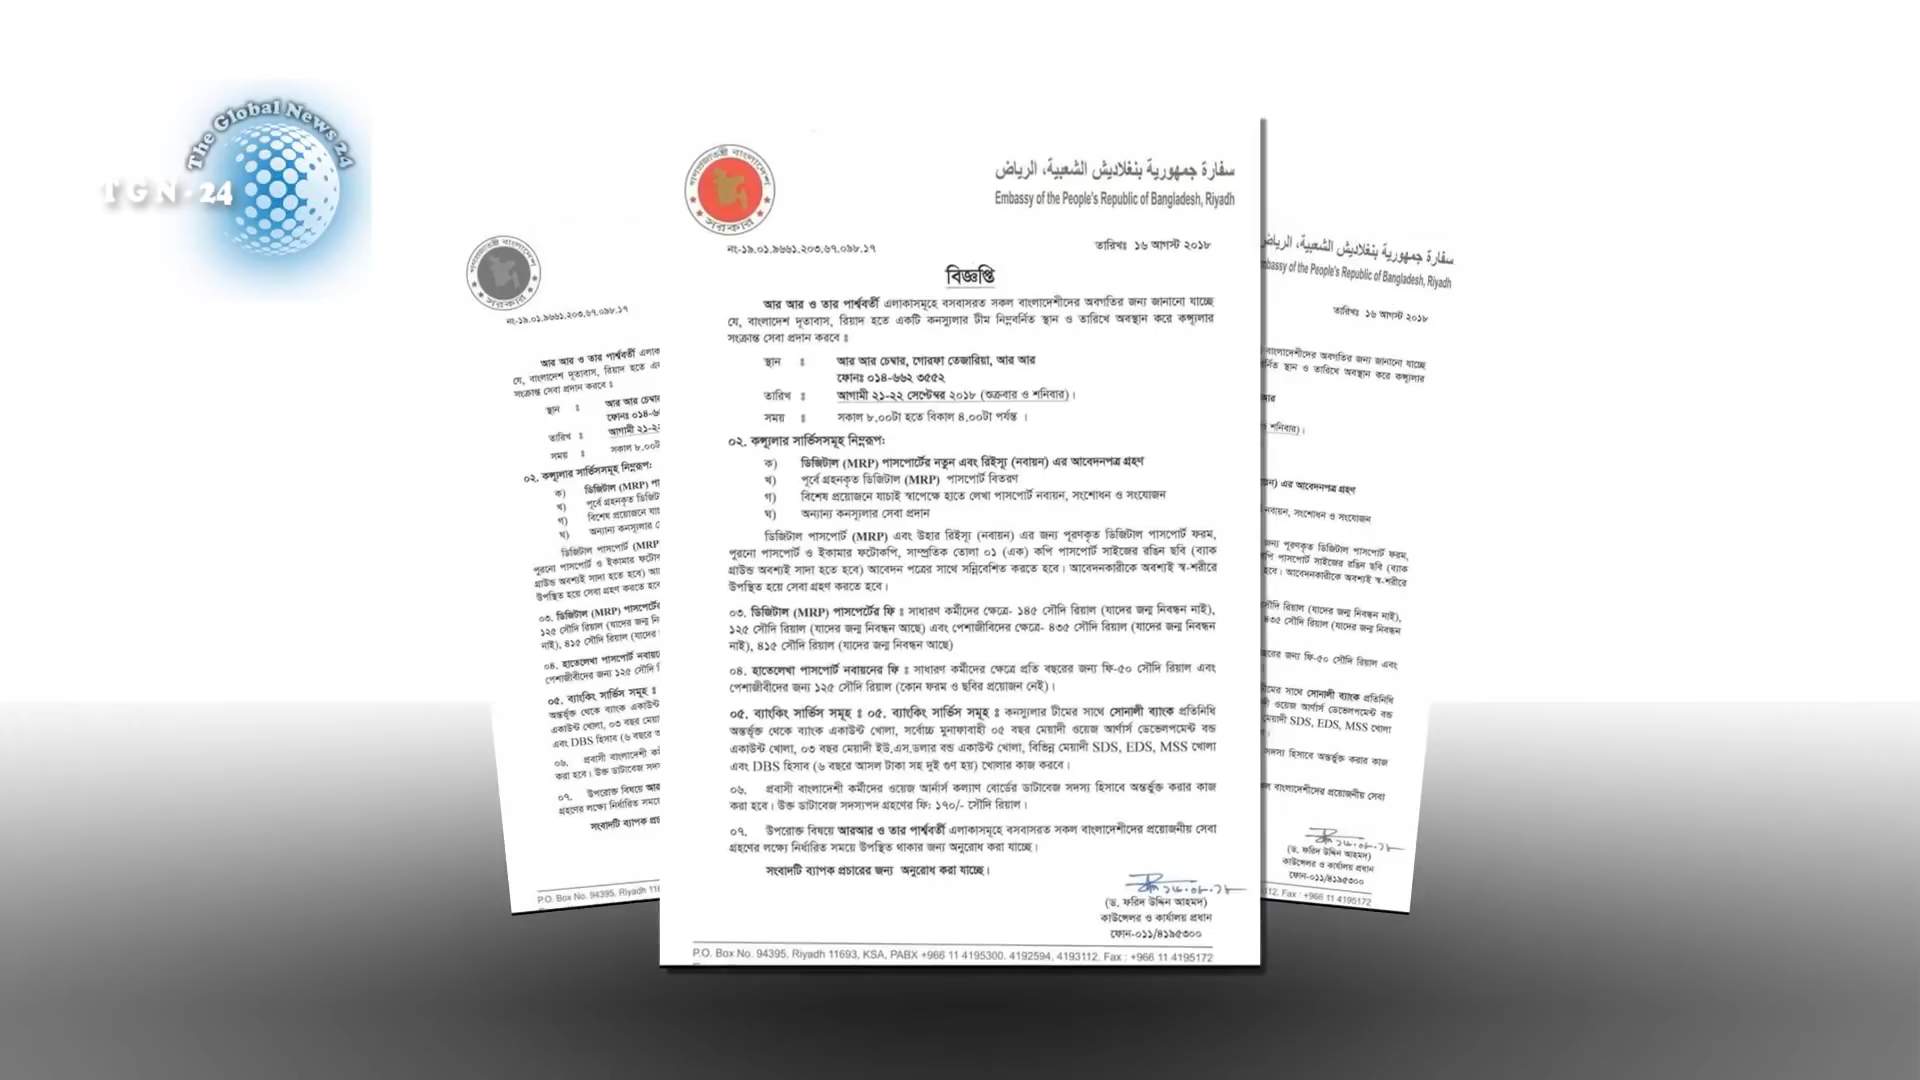 The Global News 24
TGN-24
গণপ্রজাতন্ত্রী বাংলাদেশ
সরকার
سفارة جمهورية بنغلاديش الشعبية، الرياض
Embassy of the People's Republic of Bangladesh, Riyadh
নং-১৯.০১.৯৬৬১.২০৩.৬৭.০৯৮.১৭
তারিখঃ ১৬ আগস্ট ২০১৮
বিজ্ঞপ্তি
আর আর ও তার পার্শ্ববর্তী এলাকাসমূহে বসবাসরত সকল বাংলাদেশীদের অবগতির জন্য জানানো যাচ্ছে
যে, বাংলাদেশ দূতাবাস, রিয়াদ হতে একটি কনস্যুলার টীম নিম্নবর্নিত স্থান ও তারিখে অবস্থান করে কন্স্যূলার
সংক্রান্ত সেবা প্রদান করবে ঃ
স্থান ঃ আর আর চেম্বার, গোরফা তেজারিয়া, আর আর
ফোনঃ ০১৪-৬৬২ ৩৫৫২
তারিখ ঃ আগামী ২১-২২ সেপ্টেম্বর ২০১৮ (শুক্রবার ও শনিবার)।
সময় ঃ সকাল ৮.০০টা হতে বিকাল ৪.০০টা পর্যন্ত ।
০২. কন্স্যূলার সার্ভিসসমূহ নিম্নরূপ:
ক) ডিজিটাল (MRP) পাসপোর্টের নতুন এবং রিইস্যু (নবায়ন) এর আবেদনপত্র গ্রহণ
খ) পূর্বে গ্রহনকৃত ডিজিটাল (MRP) পাসপোর্ট বিতরণ
গ) বিশেষ প্রয়োজনে যাচাই স্বাপেক্ষে হাতে লেখা পাসপোর্ট নবায়ন, সংশোধন ও সংযোজন
ঘ) অন্যান্য কনস্যুলার সেবা প্রদান
ডিজিটাল পাসপোর্ট (MRP) এবং উহার রিইস্যূ (নবায়ন) এর জন্য পূরণকৃত ডিজিটাল পাসপোর্ট ফরম,
পুরনো পাসপোর্ট ও ইকামার ফটোকপি, সাম্প্রতিক তোলা ০১ (এক) কপি পাসপোর্ট সাইজের রঙিন ছবি (ব্যাক
গ্রাউন্ড অবশ্যই সাদা হতে হবে) আবেদন পত্রের সাথে সন্নিবেশিত করতে হবে। আবেদনকারীকে অবশ্যই স্ব-শরীরে
উপস্থিত হয়ে সেবা গ্রহণ করতে হবে।
০৩. ডিজিটাল (MRP) পাসপের্টের ফি ঃ সাধারণ কর্মীদের ক্ষেত্রে- ১৪৫ সৌদি রিয়াল (যাদের জন্ম নিবন্ধন নাই),
১২৫ সৌদি রিয়াল (যাদের জন্ম নিবন্ধন আছে) এবং পেশাজীবিদের ক্ষেত্রে- ৪৩৫ সৌদি রিয়াল (যাদের জন্ম নিবন্ধন
নাই), ৪১৫ সৌদি রিয়াল (যাদের জন্ম নিবন্ধন আছে)
০৪. হাতেলেখা পাসপোর্ট নবায়নের ফি ঃ সাধারণ কর্মীদের ক্ষেত্রে প্রতি বছরের জন্য ফি-৫০ সৌদি রিয়াল এবং
পেশাজীবীদের জন্য ১২৫ সৌদি রিয়াল (কোন ফরম ও ছবির প্রয়োজন নেই)।
০৫. ব্যাংকিং সার্ভিস সমূহ ঃ ০৫. ব্যাংকিং সার্ভিস সমূহ ঃ কনস্যুলার টীমের সাথে সোনালী ব্যাংক প্রতিনিধি
অন্তর্ভূক্ত থেকে ব্যাংক একাউন্ট খোলা, সর্বোচ্চ মুনাফাবাহী ০৫ বছর মেয়াদী ওয়েজ আর্ণার্স ডেভেলপমেন্ট বন্ড
একাউন্ট খোলা, ০৩ বছর মেয়াদী ইউ.এস.ডলার বন্ড একাউন্ট খোলা, বিভিন্ন মেয়াদী SDS, EDS, MSS খোলা
এবং DBS হিসাব (৬ বছরে আসল টাকা সহ দুই গুণ হয়) খোলার কাজ করবে।
০৬. প্রবাসী বাংলাদেশী কর্মীদের ওয়েজ আর্নার্স কল্যাণ বোর্ডের ডাটাবেজ সদস্য হিসাবে অন্তর্ভূক্ত করার কাজ
করা হবে। উক্ত ডাটাবেজ সদস্যপদ গ্রহণের ফি: ১৭০/- সৌদি রিয়াল।
০৭. উপরোক্ত বিষয়ে আরআর ও তার পার্শ্ববর্তী এলাকাসমূহে বসবাসরত সকল বাংলাদেশীদের প্রয়োজনীয় সেবা
গ্রহণের লক্ষ্যে নির্ধারিত সময়ে উপস্থিত থাকার জন্য অনুরোধ করা যাচ্ছে।
সংবাদটি ব্যাপক প্রচারের জন্য অনুরোধ করা যাচ্ছে।
(ড. ফরিদ উদ্দিন আহমদ)
কাউন্সেলর ও কার্যালয় প্রধান
ফোন-০১১/৪১৯৫৩০০
P.O. Box No. 94395, Riyadh 11693, KSA, PABX +966 11 4195300, 4192594, 4193112, Fax : +966 11 4195172